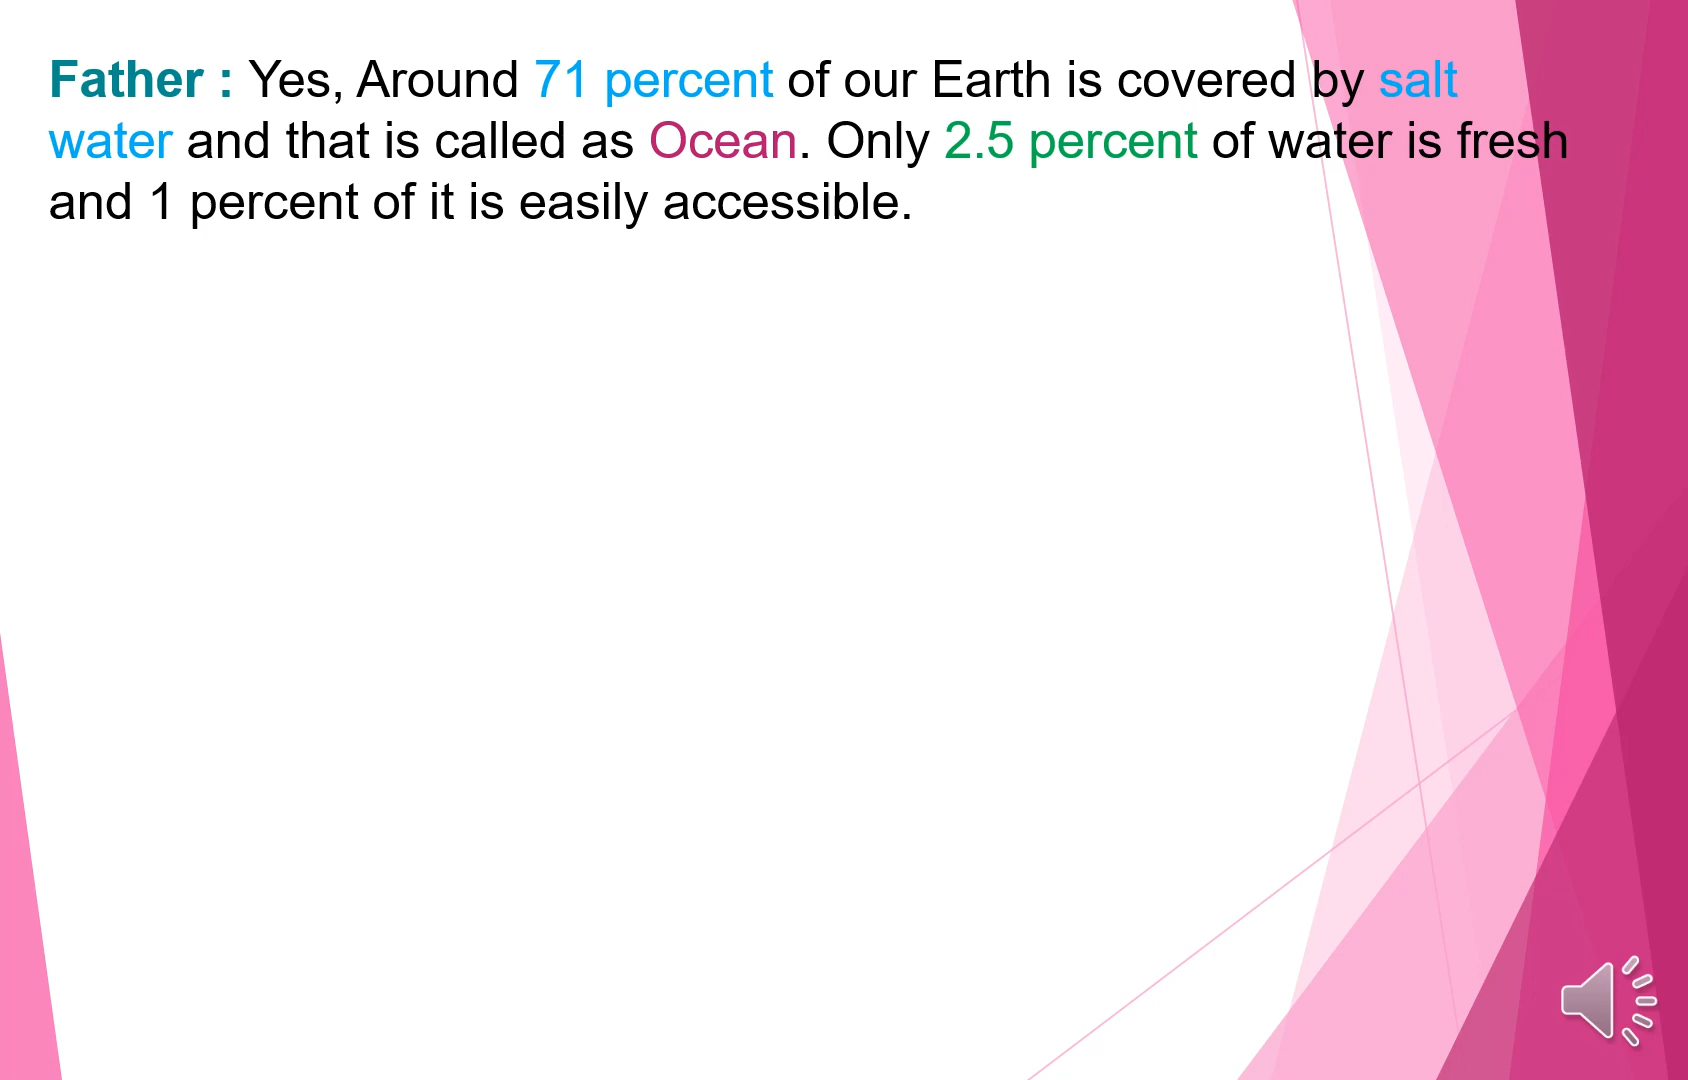 Father : Yes, Around 71 percent of our Earth is covered by salt
water and that is called as Ocean. Only 2.5 percent of water is fresh
and 1 percent of it is easily accessible.